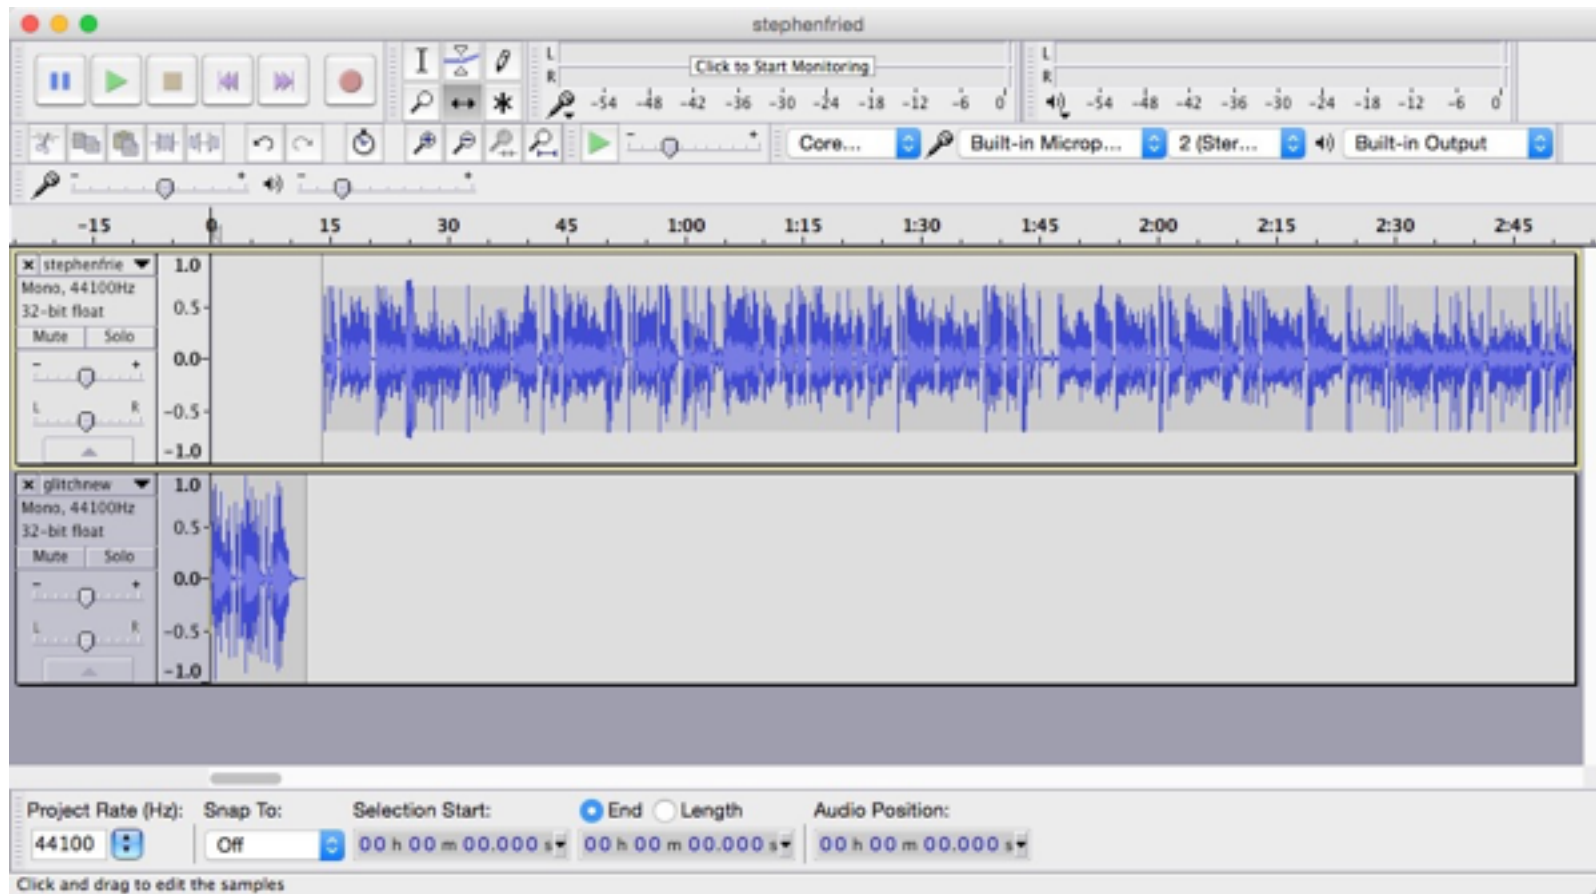 stephenfried
L
R
Click to Start Monitoring
-54 -48 -42 -36 -30 -24 -18 -12 -6 0
L
R
-54 -48 -42 -36 -30 -24 -18 -12 -6 0
- +
Core... Built-in Microp... 2 (Ster... Built-in Output
- + - +
-15 0 15 30 45 1:00 1:15 1:30 1:45 2:00 2:15 2:30 2:45
x stephenfrie
Mono, 44100Hz
32-bit float
Mute Solo
- +
L R
1.0
0.5-
0.0-
-0.5-
-1.0
x glitchnew
Mono, 44100Hz
32-bit float
Mute Solo
- +
L R
1.0
0.5-
0.0-
-0.5-
-1.0
Project Rate (Hz): Snap To: Selection Start: End Length Audio Position:
44100 Off 00 h 00 m 00.000 s 00 h 00 m 00.000 s 00 h 00 m 00.000 s
Click and drag to edit the samples